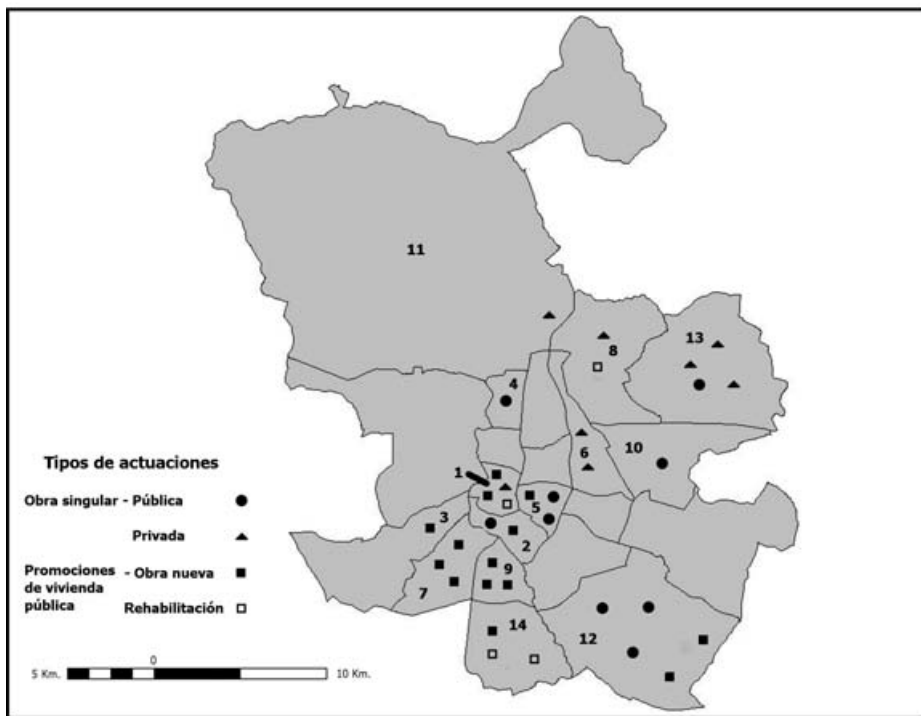 11
13
8
4
10
6
1
5
3
2
9
7
14
12
Tipos de actuaciones
Obra singular - Pública
Privada
Promociones
de vivienda
pública
- Obra nueva
Rehabilitación
0
5 Km.
10 Km.